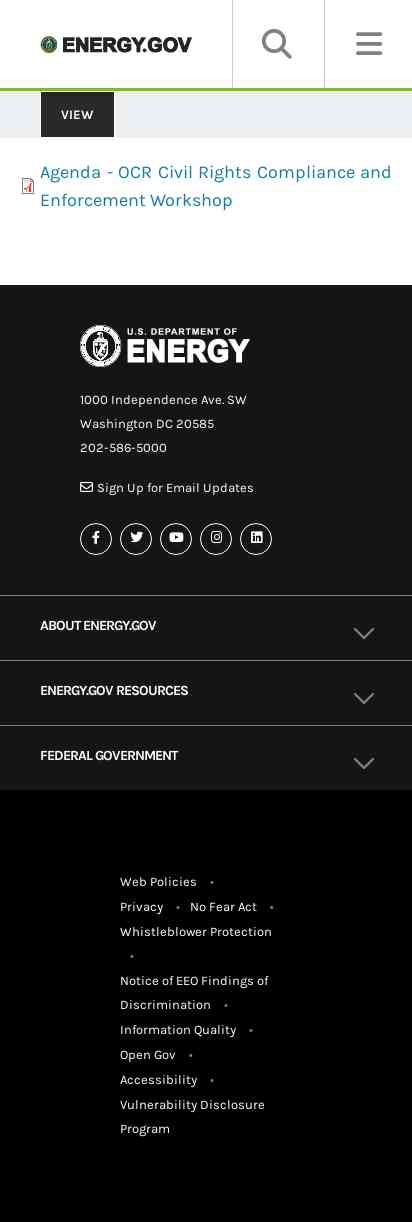 ENERGY.GOV
VIEW
Agenda - OCR Civil Rights Compliance and
Enforcement Workshop
U.S. DEPARTMENT OF
ENERGY
1000 Independence Ave. SW
Washington DC 20585
202-586-5000
Sign Up for Email Updates
ABOUT ENERGY.GOV
ENERGY.GOV RESOURCES
FEDERAL GOVERNMENT
Web Policies •
Privacy • No Fear Act •
Whistleblower Protection
•
Notice of EEO Findings of
Discrimination •
Information Quality •
Open Gov •
Accessibility •
Vulnerability Disclosure
Program